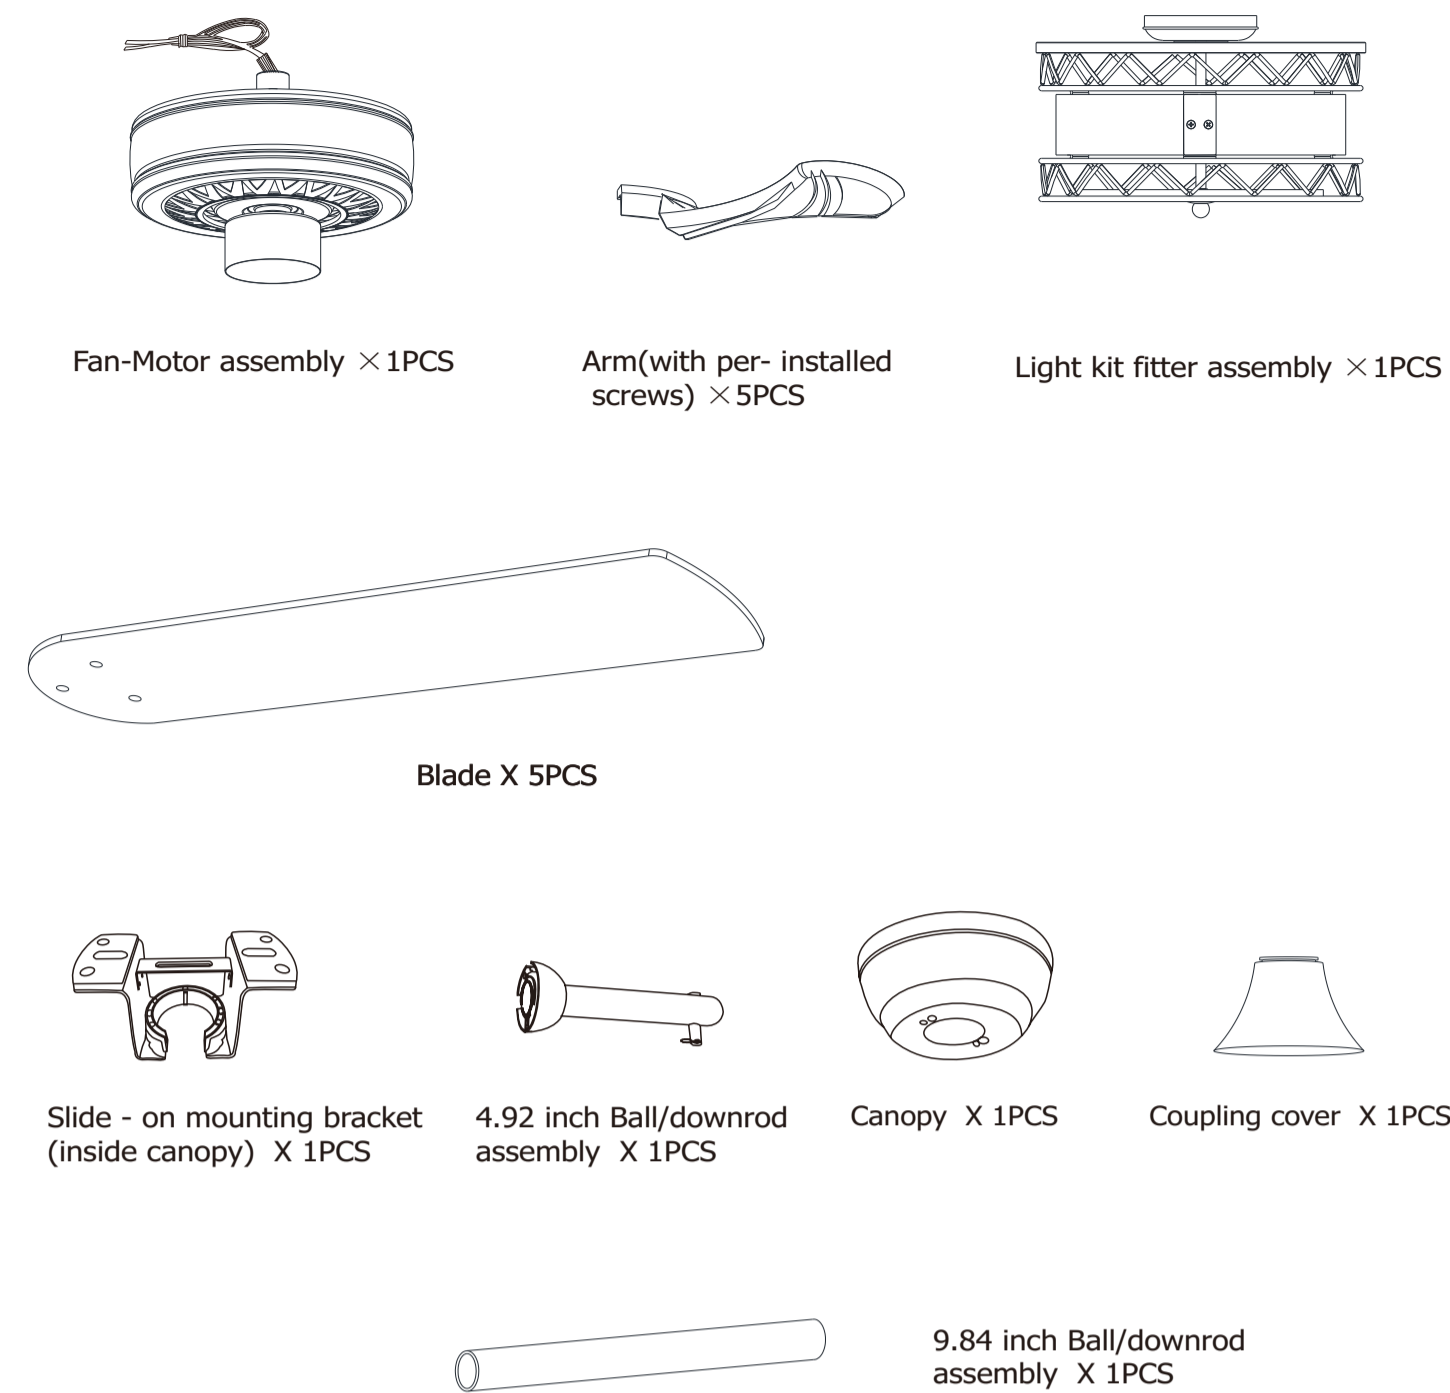 Fan-Motor assembly ×1PCS
Arm(with per- installed
screws) ×5PCS
Light kit fitter assembly ×1PCS
Blade X 5PCS
Slide - on mounting bracket
(inside canopy) X 1PCS
4.92 inch Ball/downrod
assembly X 1PCS
Canopy X 1PCS
Coupling cover X 1PCS
9.84 inch Ball/downrod
assembly X 1PCS